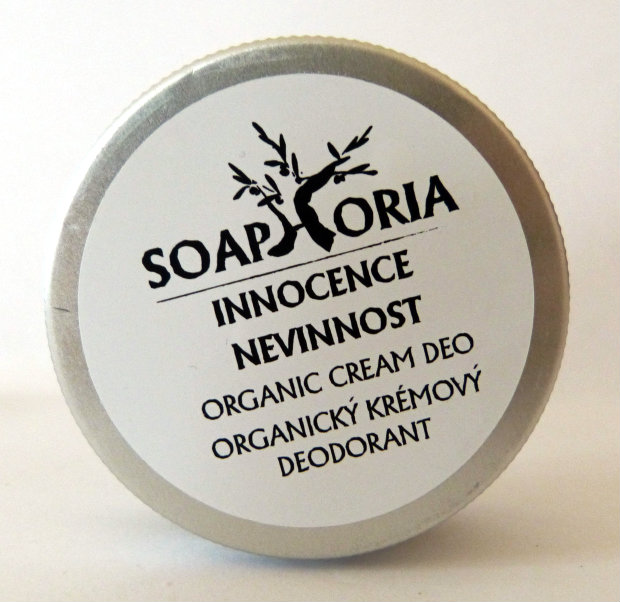 SOAPHORIA
INNOCENCE
NEVINNOST
ORGANIC CREAM DEO
ORGANICKÝ KRÉMOVÝ
DEODORANT